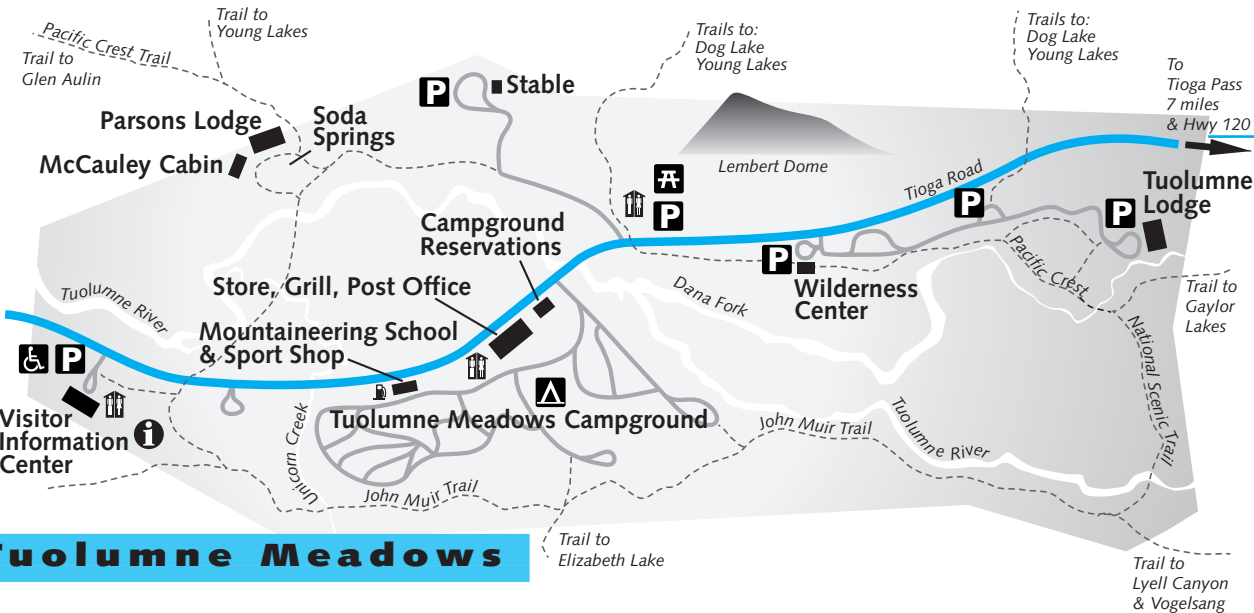 Trail to
Young Lakes
Pacific Crest Trail
Trail to
Glen Aulin
Trails to:
Dog Lake
Young Lakes
Trails to:
Dog Lake
Young Lakes
To
Tioga Pass
7 miles
& Hwy 120
P
Stable
Parsons Lodge
Soda
Springs
McCauley Cabin
Lembert Dome
Tioga Road
P
P
P
Tuolumne
Lodge
Campground
Reservations
P
Wilderness
Center
Pacific Crest
National Scenic Trail
Trail to
Gaylor
Lakes
Store, Grill, Post Office
Dana Fork
Tuolumne River
Mountaineering School
& Sport Shop
P
Visitor
Information
Center
i
Unicorn Creek
Tuolumne Meadows Campground
John Muir Trail
Tuolumne River
John Muir Trail
Trail to
Elizabeth Lake
Trail to
Lyell Canyon
& Vogelsang
Tuolumne Meadows